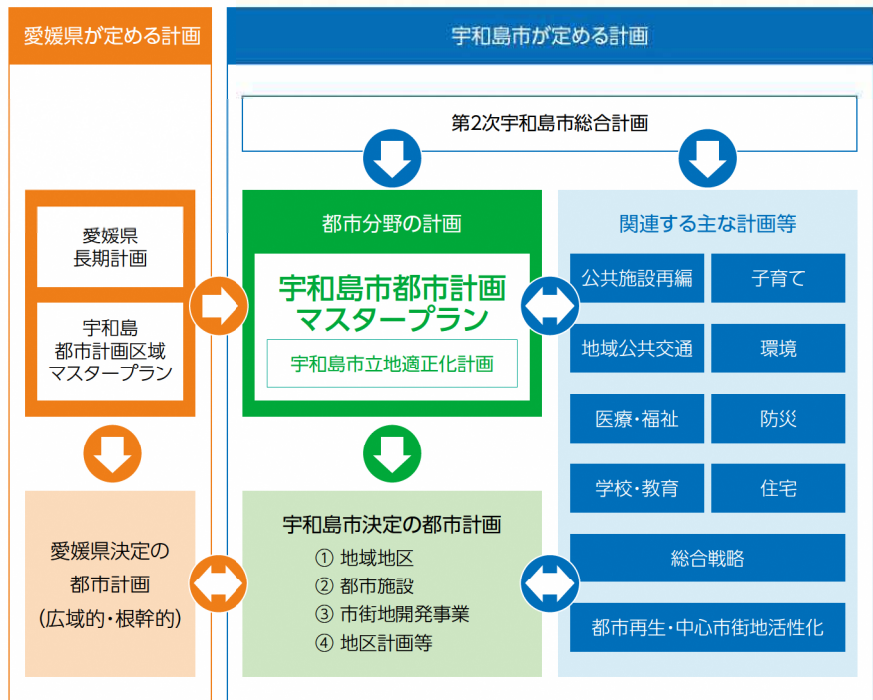 愛媛県が定める計画
宇和島市が定める計画
第2次宇和島市総合計画
愛媛県
長期計画
宇和島
都市計画区域
マスタープラン
都市分野の計画
宇和島市都市計画
マスタープラン
宇和島市立地適正化計画
関連する主な計画等
公共施設再編
子育て
地域公共交通
環境
医療・福祉
防災
学校・教育
住宅
総合戦略
都市再生・中心市街地活性化
愛媛県決定の
都市計画
(広域的・根幹的)
宇和島市決定の都市計画
① 地域地区
② 都市施設
③ 市街地開発事業
④ 地区計画等